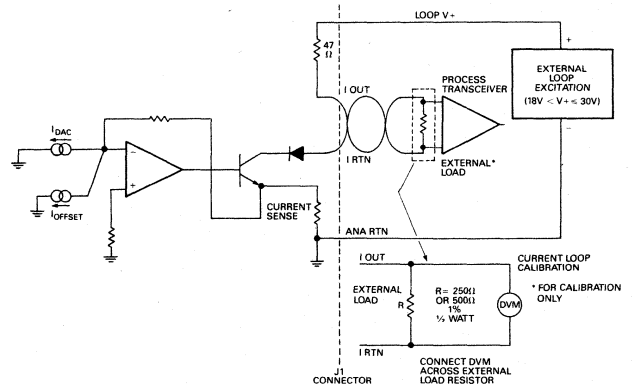 LOOP V+
47
Ω
I OUT
PROCESS
TRANSCEIVER
+
EXTERNAL
LOOP
EXCITATION
(18V < V+ ≤ 30V)
−
I DAC
−
+
I OFFSET
I RTN
EXTERNAL*
LOAD
CURRENT
SENSE
ANA RTN
I OUT
CURRENT LOOP
CALIBRATION
EXTERNAL
LOAD
R
R= 250Ω
OR 500Ω
1%
½ WATT
DVM
* FOR CALIBRATION
ONLY
I RTN
J1
CONNECTOR
CONNECT DVM
ACROSS EXTERNAL
LOAD RESISTOR